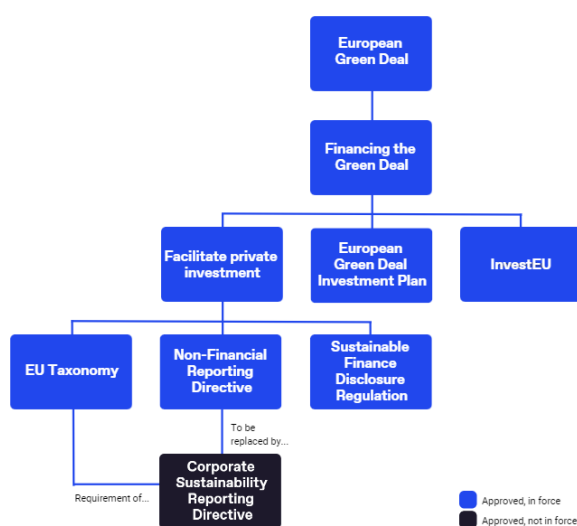 European
Green Deal
Financing the
Green Deal
Facilitate private
investment
European
Green Deal
Investment Plan
InvestEU
EU Taxonomy
Non-Financial
Reporting
Directive
Sustainable
Finance
Disclosure
Regulation
To be
replaced by...
Requirement of...
Corporate
Sustainability
Reporting
Directive
Approved, in force
Approved, not in force